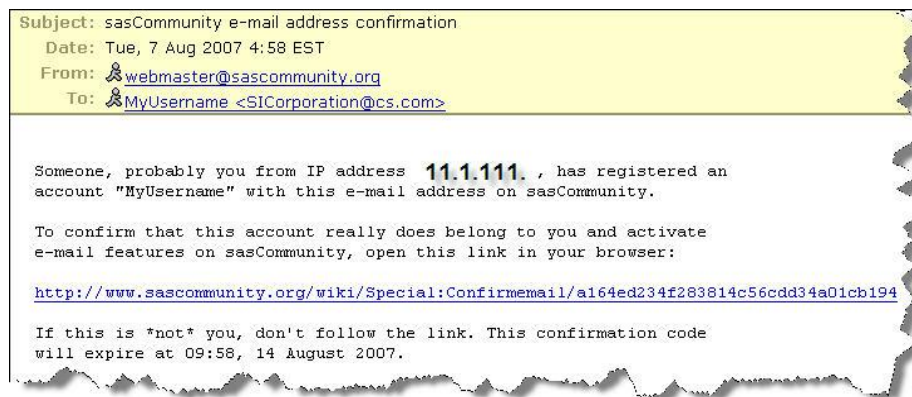 Subject: sasCommunity e-mail address confirmation
Date: Tue, 7 Aug 2007 4:58 EST
From: webmaster@sascommunity.org
To: MyUsername <SICorporation@cs.com>
Someone, probably you from IP address 11.1.111. , has registered an
account "MyUsername" with this e-mail address on sasCommunity.
To confirm that this account really does belong to you and activate
e-mail features on sasCommunity, open this link in your browser:
http://www.sascommunity.org/wiki/Special:Confirmemail/a164ed234f283814c56cdd34a01cb194
If this is *not* you, don't follow the link. This confirmation code
will expire at 09:58, 14 August 2007.